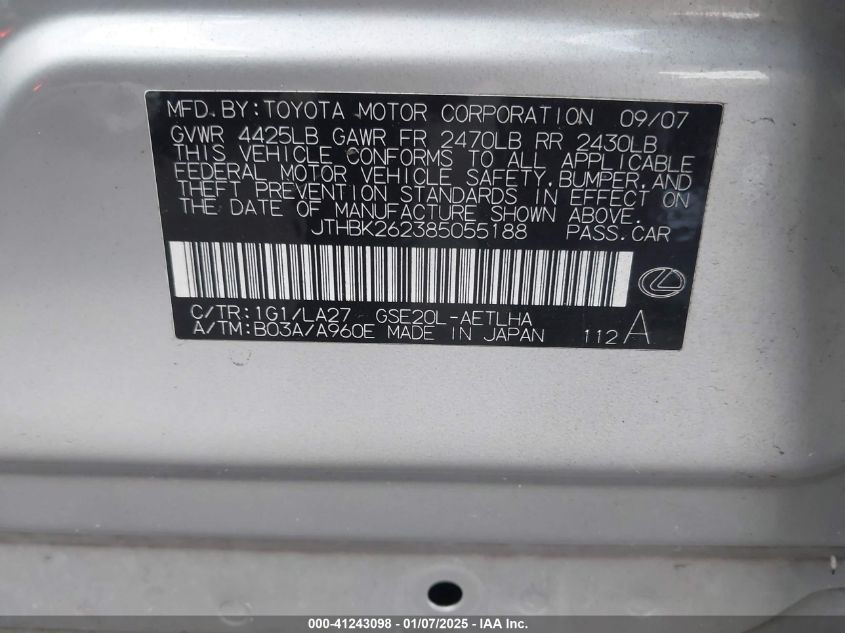 MFD. BY: TOYOTA MOTOR CORPORATION 09/07
GVWR 4425LB GAWR FR 2470LB RR 2430LB
THIS VEHICLE CONFORMS TO ALL APPLICABLE
FEDERAL MOTOR VEHICLE SAFETY, BUMPER, AND
THEFT PREVENTION STANDARDS IN EFFECT ON
THE DATE OF MANUFACTURE SHOWN ABOVE.
JTHBK262385055188 PASS. CAR
C/TR: 1G1/LA27 GSE20L-AETLHA
A/TM: B03A/A960E MADE IN JAPAN 112 A
000-41243098 - 01/07/2025 - IAA Inc.